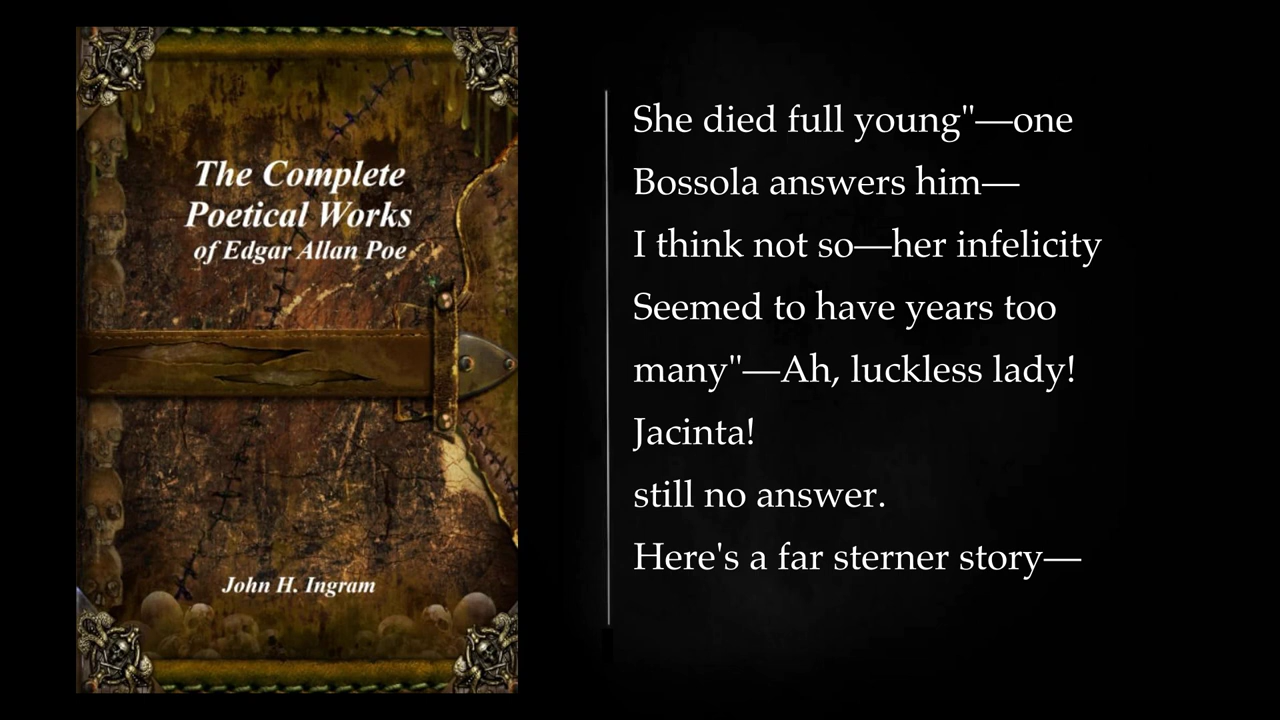 The Complete
Poetical Works
of Edgar Allan Poe
John H. Ingram
She died full young"—one
Bossola answers him—
I think not so—her infelicity
Seemed to have years too
many"—Ah, luckless lady!
Jacinta!
still no answer.
Here's a far sterner story—